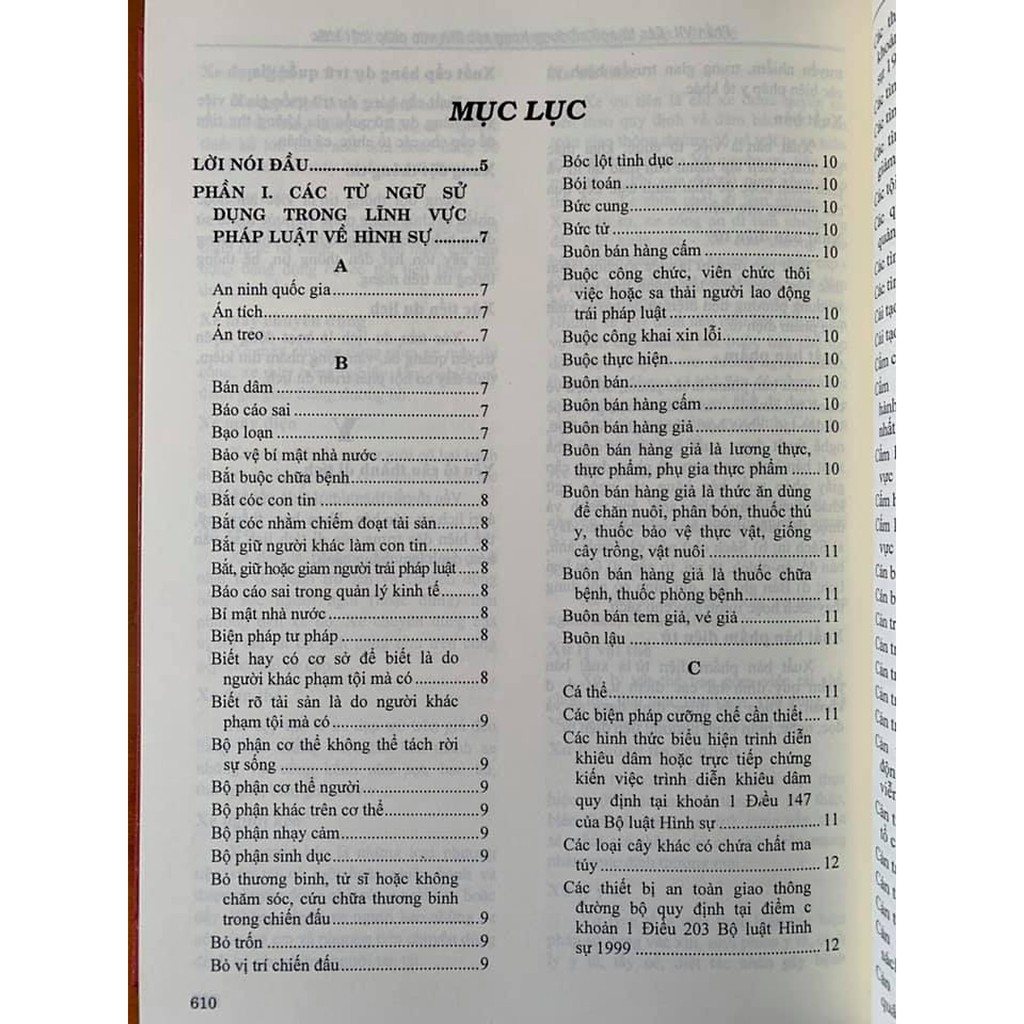 MỤC LỤC
LỜI NÓI ĐẦU..................................5
PHẦN I. CÁC TỪ NGỮ SỬ
DỤNG TRONG LĨNH VỰC
PHÁP LUẬT VỀ HÌNH SỰ..........7
A
An ninh quốc gia..............................7
Án tích............................................7
Án treo ...........................................7
B
Bán dâm .........................................7
Báo cáo sai .....................................7
Bạo loạn .........................................7
Bảo vệ bí mật nhà nước ...................7
Bắt buộc chữa bệnh..........................7
Bắt cóc con tin ................................8
Bắt cóc nhằm chiếm đoạt tài sản........8
Bắt giữ người khác làm con tin..........8
Bắt, giữ hoặc giam người trái pháp luật.....8
Báo cáo sai trong quản lý kinh tế........8
Bí mật nhà nước..............................8
Biện pháp tư pháp ...........................8
Biết hay có cơ sở để biết là do
người khác phạm tội mà có............8
Biết rõ tài sản là do người khác
phạm tội mà có...........................9
Bộ phận cơ thể không thể tách rời
sự sống .....................................9
Bộ phận cơ thể người.......................9
Bộ phận khác trên cơ thể..................9
Bộ phận nhạy cảm...........................9
Bộ phận sinh dục.............................9
Bỏ thương binh, tử sĩ hoặc không
chăm sóc, cứu chữa thương binh
trong chiến đấu...........................9
Bỏ trốn ..........................................9
Bỏ vị trí chiến đấu...........................9
610
Bóc lột tình dục ............................10
Bói toán .......................................10
Bức cung......................................10
Bức tử .........................................10
Buôn bán hàng cấm .......................10
Buộc công chức, viên chức thôi
việc hoặc sa thải người lao động
trái pháp luật .............................10
Buộc công khai xin lỗi....................10
Buộc thực hiện..............................10
Buôn bán......................................10
Buôn bán hàng cấm .......................10
Buôn bán hàng giả .........................10
Buôn bán hàng giả là lương thực,
thực phẩm, phụ gia thực phẩm ......10
Buôn bán hàng giả là thức ăn dùng
để chăn nuôi, phân bón, thuốc thú
y, thuốc bảo vệ thực vật, giống
cây trồng, vật nuôi .....................11
Buôn bán hàng giả là thuốc chữa
bệnh, thuốc phòng bệnh...............11
Buôn bán tem giả, vé giả.................11
Buôn lậu ......................................11
C
Cá thể...........................................11
Các biện pháp cưỡng chế cần thiết....11
Các hình thức biểu hiện trình diễn
khiêu dâm hoặc trực tiếp chứng
kiến việc trình diễn khiêu dâm
quy định tại khoản 1 Điều 147
của Bộ luật Hình sự ....................11
Các loại cây khác có chứa chất ma
túy...........................................12
Các thiết bị an toàn giao thông
đường bộ quy định tại điểm c
khoản 1 Điều 203 Bộ luật Hình
sự 1999 ....................................12